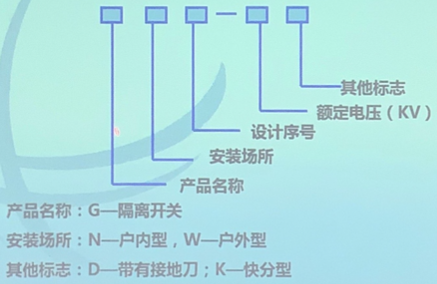 其他标志
额定电压（KV）
设计序号
安装场所
产品名称
产品名称：G—隔离开关
安装场所：N—户内型，W—户外型
其他标志：D—带有接地刀；K—快分型